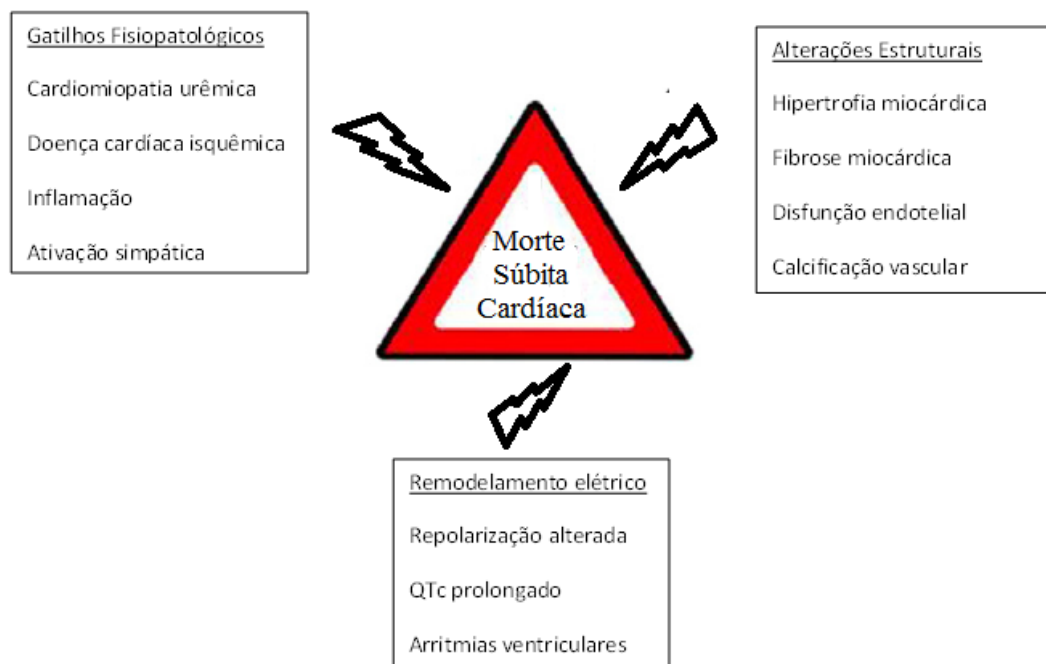 Gatilhos Fisiopatológicos
Cardiomiopatia urêmica
Doença cardíaca isquêmica
Inflamação
Ativação simpática
Alterações Estruturais
Hipertrofia miocárdica
Fibrose miocárdica
Disfunção endotelial
Calcificação vascular
Morte
Súbita
Cardíaca
Remodelamento elétrico
Repolarização alterada
QTc prolongado
Arritmias ventriculares